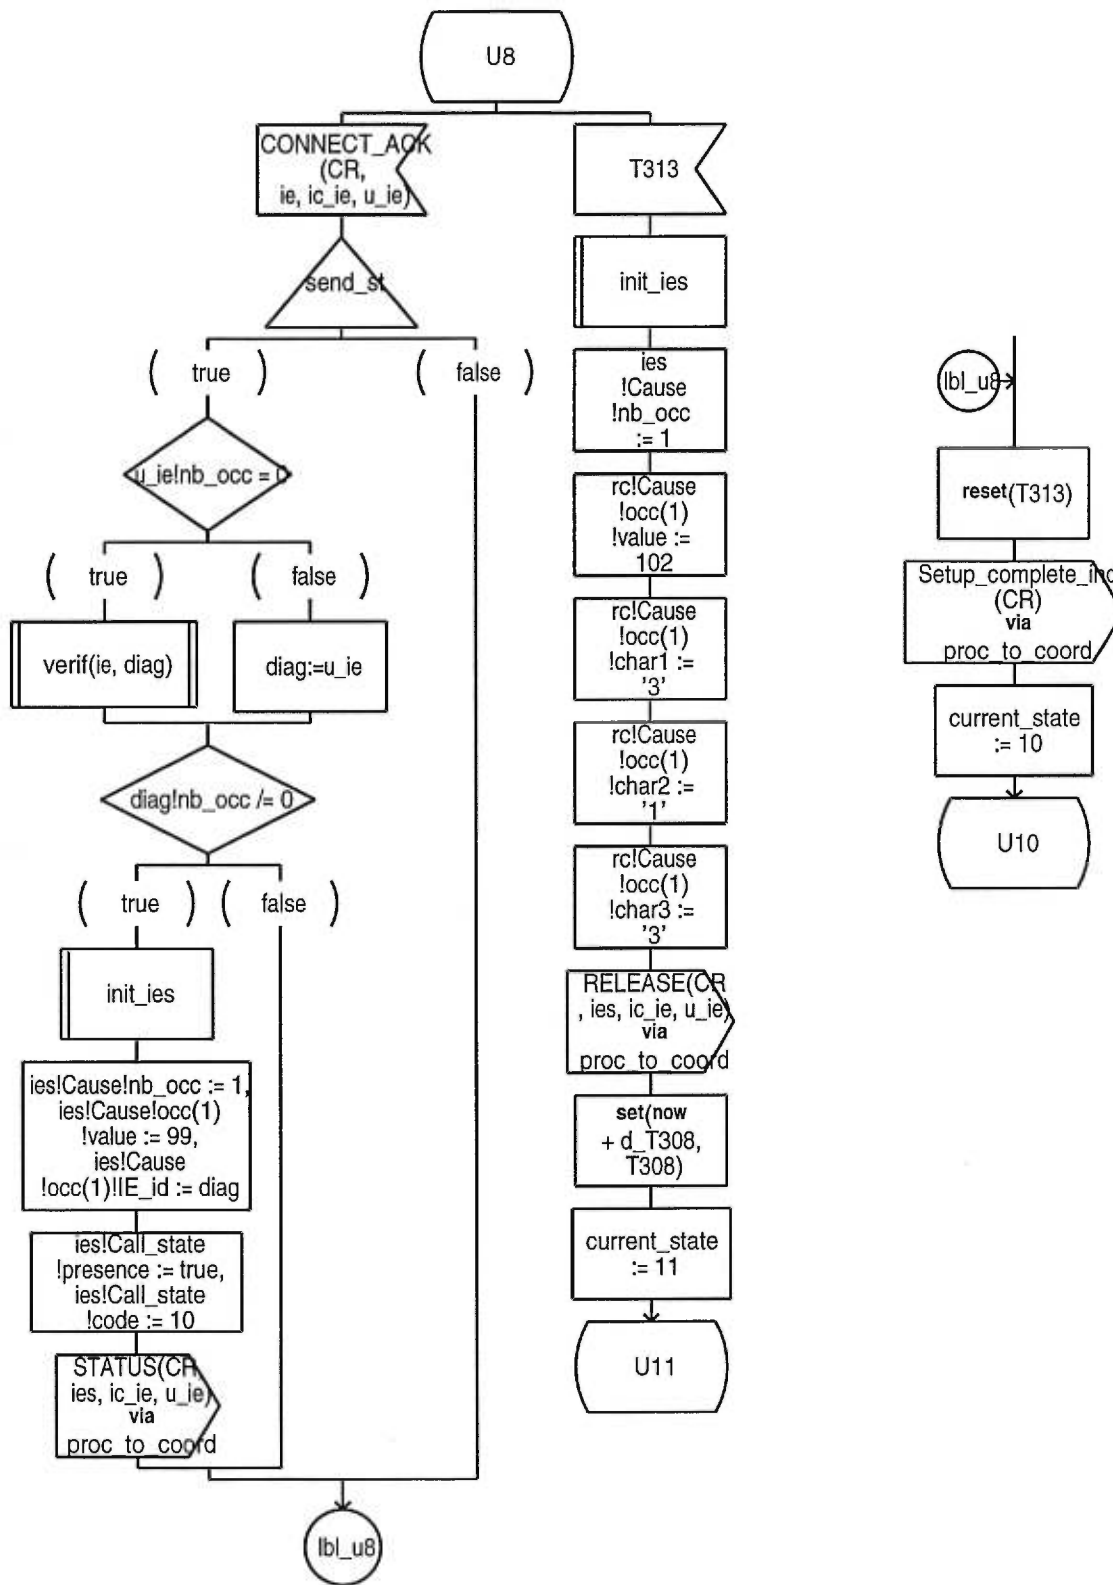 U8
CONNECT_ACK
(CR,
ie, ic_ie, u_ie)
send_st
( true )
( false )
u_ie!nb_occ = 0
( true )
( false )
verif(ie, diag)
diag:=u_ie
diag!nb_occ /= 0
( true )
( false )
init_ies
ies!Cause!nb_occ := 1,
ies!Cause!occ(1)
!value := 99,
ies!Cause
!occ(1)!IE_id := diag
ies!Call_state
!presence := true,
ies!Call_state
!code := 10
STATUS(CR,
ies, ic_ie, u_ie)
via
proc_to_coord
lbl_u8
T313
init_ies
ies
!Cause
!nb_occ
:= 1
rc!Cause
!occ(1)
!value :=
102
rc!Cause
!occ(1)
!char1 :=
'3'
rc!Cause
!occ(1)
!char2 :=
'1'
rc!Cause
!occ(1)
!char3 :=
'3'
RELEASE(CR
, ies, ic_ie, u_ie)
via
proc_to_coord
set(now
+ d_T308,
T308)
current_state
:= 11
U11
lbl_u8
reset(T313)
Setup_complete_ind
(CR)
via
proc_to_coord
current_state
:= 10
U10